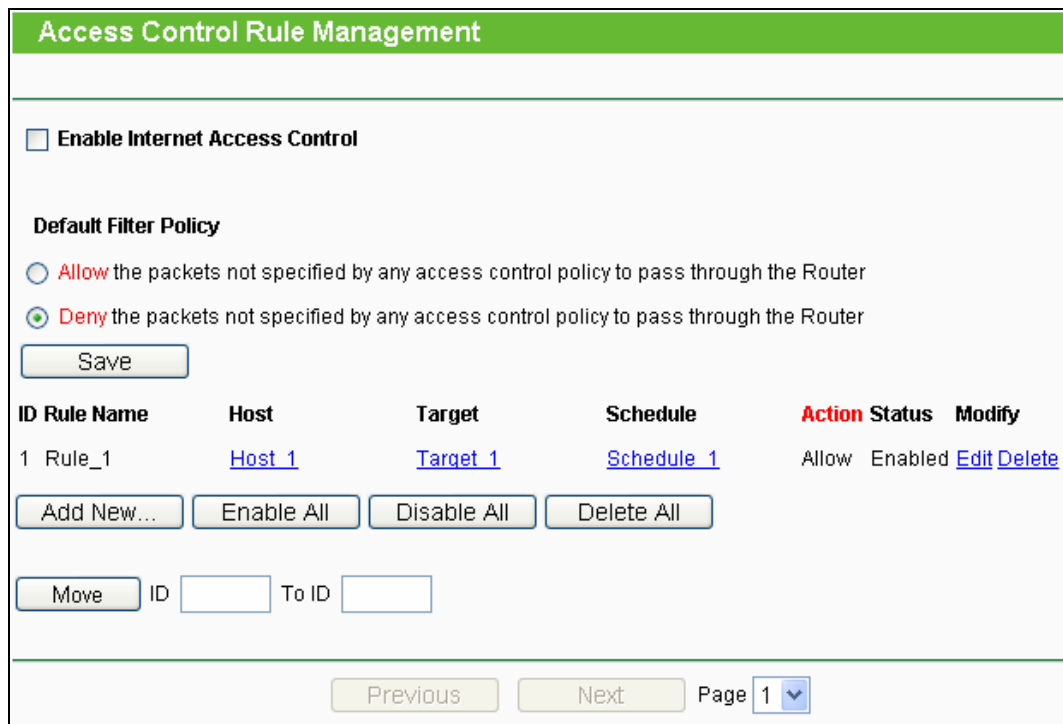 Access Control Rule Management
Enable Internet Access Control
Default Filter Policy
Allow the packets not specified by any access control policy to pass through the Router
Deny the packets not specified by any access control policy to pass through the Router
Save
ID Rule Name Host Target Schedule Action Status Modify
1 Rule_1 Host_1 Target_1 Schedule_1 Allow Enabled Edit Delete
Add New... Enable All Disable All Delete All
Move ID To ID
Previous Next Page 1